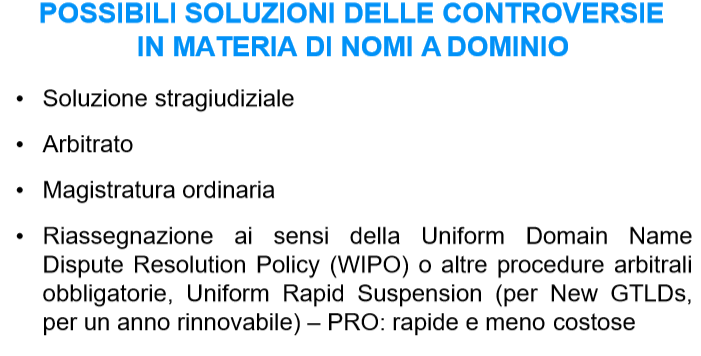 POSSIBILI SOLUZIONI DELLE CONTROVERSIE
IN MATERIA DI NOMI A DOMINIO
• Soluzione stragiudiziale
• Arbitrato
• Magistratura ordinaria
• Riassegnazione ai sensi della Uniform Domain Name
Dispute Resolution Policy (WIPO) o altre procedure arbitrali
obbligatorie, Uniform Rapid Suspension (per New GTLDs,
per un anno rinnovabile) – PRO: rapide e meno costose